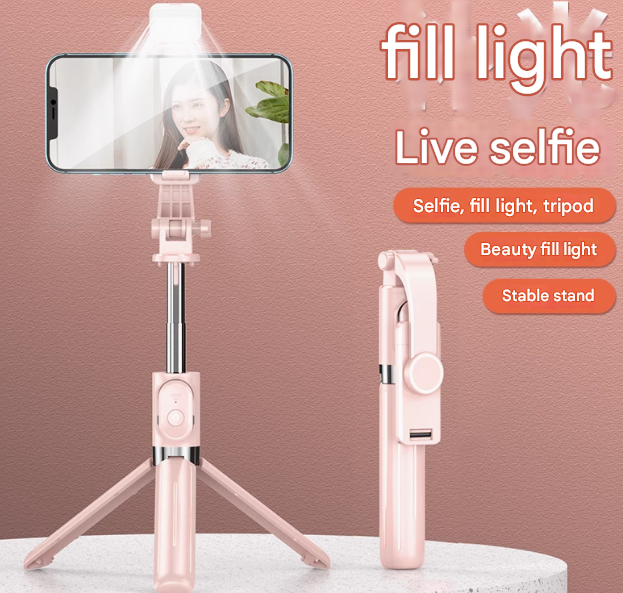 fill light
Live selfie
Selfie, fill light, tripod
Beauty fill light
Stable stand